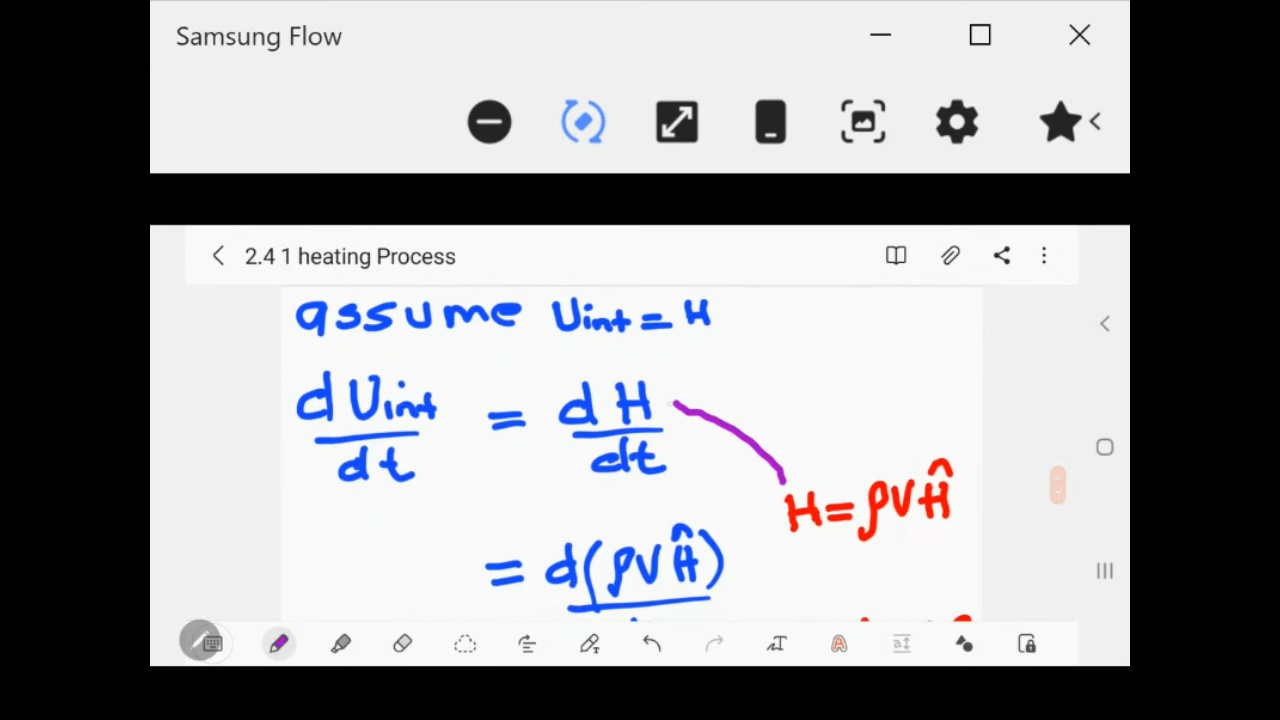 Samsung Flow
2.4 1 heating Process
assume Uint = H
dUint/dt = dH/dt
H = ρVĤ
= d(ρVĤ)